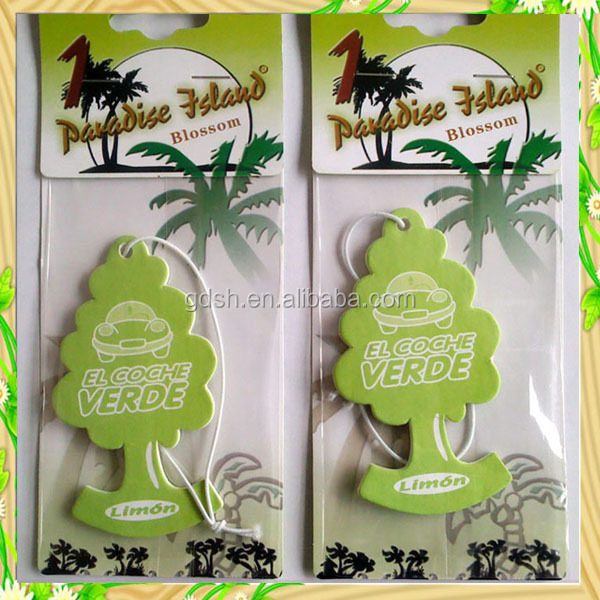 1
Paradise Island®
Blossom
EL COCHE
VERDE
Limón
1
Paradise Island®
Blossom
EL COCHE
VERDE
Limón
gdsh.en.alibaba.com